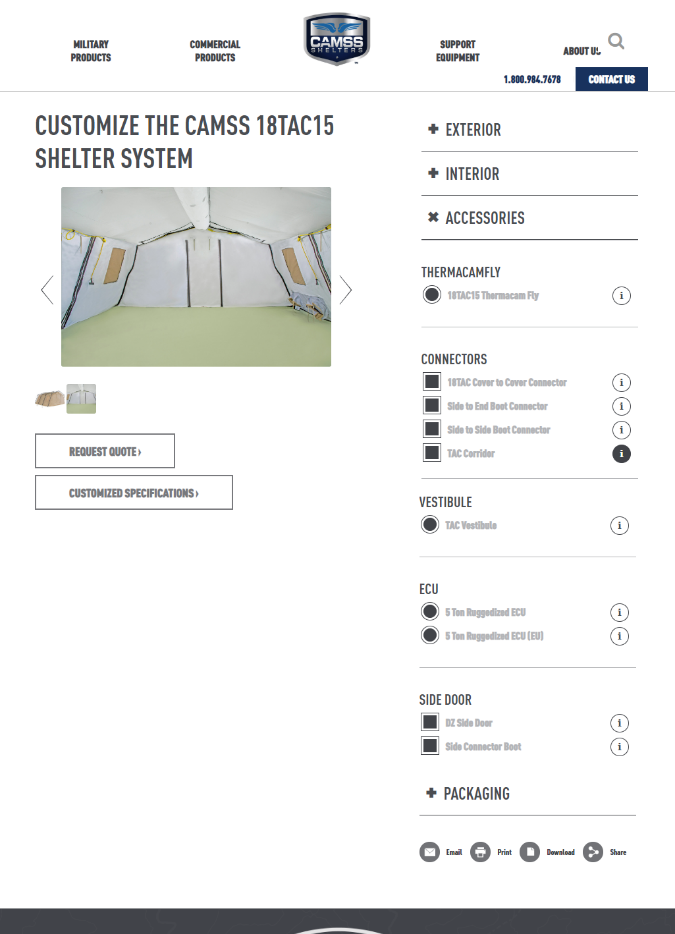 MILITARY
PRODUCTS
COMMERCIAL
PRODUCTS
CAMSS
SHELTERS
SUPPORT
EQUIPMENT
ABOUT US
1.800.984.7678
CONTACT US
CUSTOMIZE THE CAMSS 18TAC15
SHELTER SYSTEM
REQUEST QUOTE ›
CUSTOMIZED SPECIFICATIONS ›
EXTERIOR
INTERIOR
ACCESSORIES
THERMACAMFLY
18TAC15 Thermacam Fly i
CONNECTORS
18TAC Cover to Cover Connector i
Side to End Boot Connector i
Side to Side Boot Connector i
TAC Corridor i
VESTIBULE
TAC Vestibule i
ECU
5 Ton Ruggedized ECU i
5 Ton Ruggedized ECU (EU) i
SIDE DOOR
DZ Side Door i
Side Connector Boot i
PACKAGING
Email Print Download Share